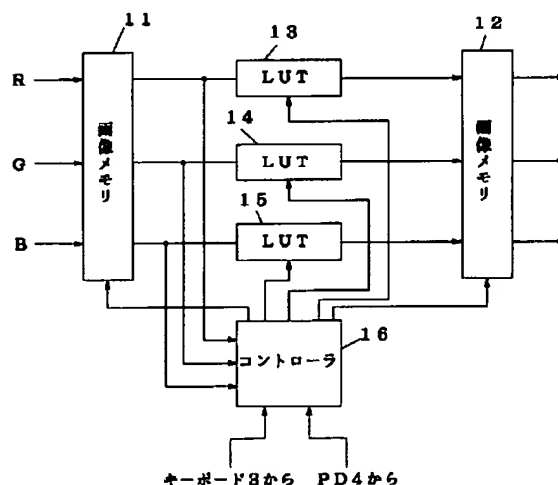 11
13
12
R
LUT
14
画像メモリ
画像メモリ
G
LUT
15
B
LUT
16
コントローラ
キーボード3から PD4から